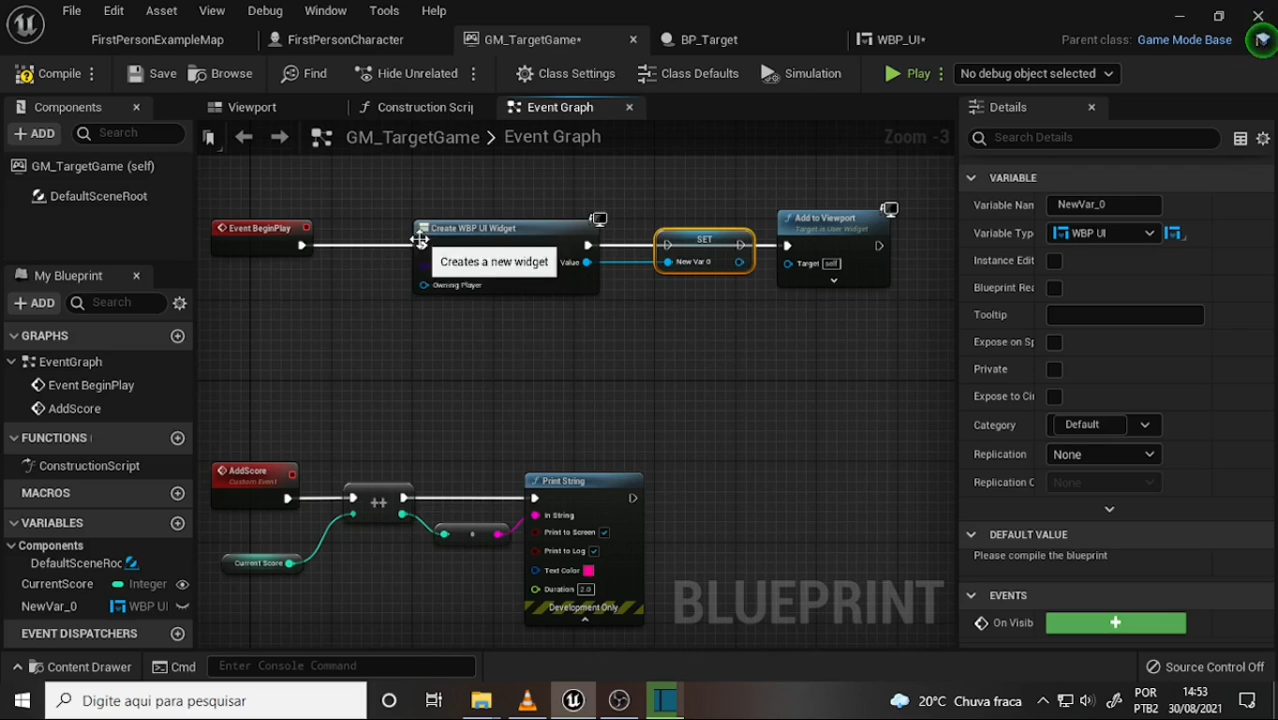 File Edit Asset View Debug Window Tools Help
FirstPersonExampleMap FirstPersonCharacter GM_TargetGame* BP_Target WBP_UI* Parent class: Game Mode Base
Compile Save Browse Find Hide Unrelated Class Settings Class Defaults Simulation Play No debug object selected
Components
ADD Search
GM_TargetGame (self)
DefaultSceneRoot
My Blueprint
ADD Search
GRAPHS
EventGraph
Event BeginPlay
AddScore
FUNCTIONS
ConstructionScript
MACROS
VARIABLES
Components
DefaultSceneRoc
CurrentScore Integer
NewVar_0 WBP UI
EVENT DISPATCHERS
Viewport Construction Scrip Event Graph
GM_TargetGame > Event Graph Zoom -3
Event BeginPlay
Create WBP UI Widget
Creates a new widget
Value
Owning Player
SET
New Var 0
Add to Viewport
Target is User Widget
Target self
AddScore
Custom Event
++
Current Score
Print String
In String
Print to Screen
Print to Log
Text Color
Duration 2.0
Development Only
BLUEPRINT
Details
Search Details
VARIABLE
Variable Nam NewVar_0
Variable Type WBP UI
Instance Edit
Blueprint Rea
Tooltip
Expose on Sp
Private
Expose to Cin
Category Default
Replication None
Replication C
DEFAULT VALUE
Please compile the blueprint
EVENTS
On Visib +
Content Drawer Cmd Enter Console Command Source Control Off
Digite aqui para pesquisar
20°C Chuva fraca
POR
PTB2
4:53
30/08/2021